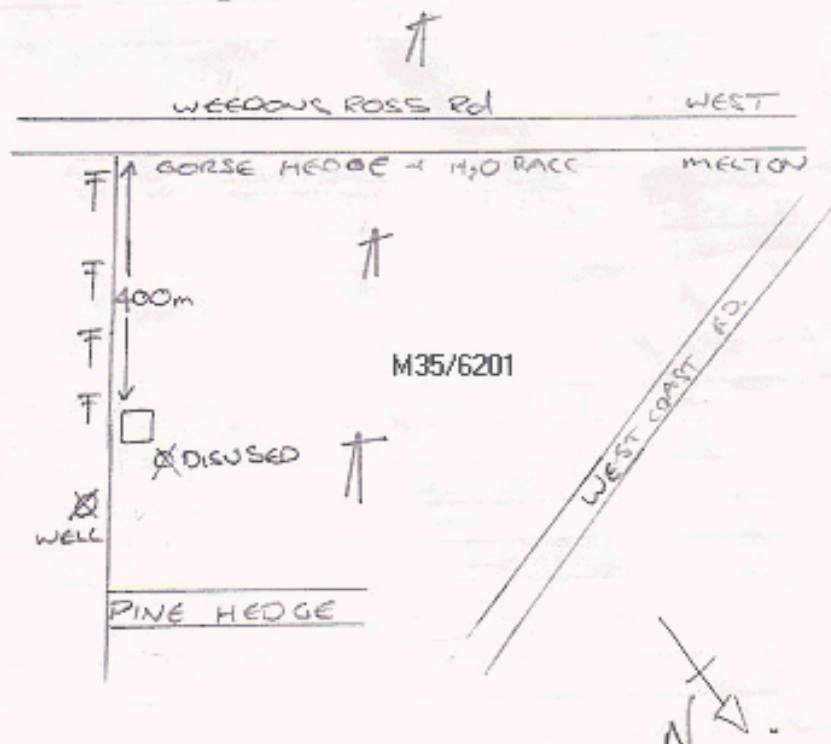 WEEDONS ROSS Rd WEST
GORSE HEDGE + H2O RACE MELTON
400m
M35/6201
WEST COAST RD.
DISUSED
WELL
PINE HEDGE
N